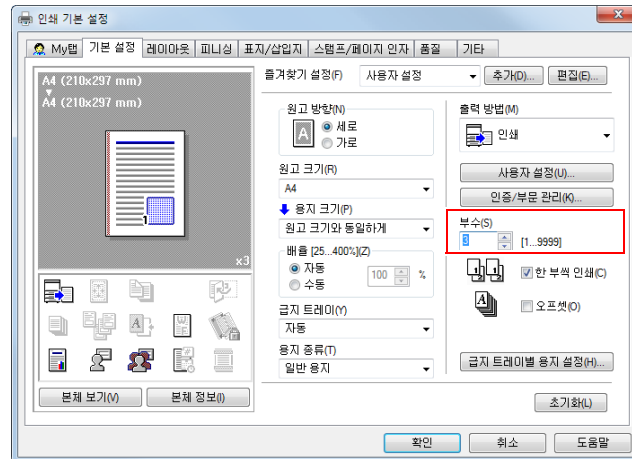 인쇄 기본 설정
My탭 기본 설정 레이아웃 피니싱 표지/삽입지 스탬프/페이지 인자 품질 기타
A4 (210x297 mm)
A4 (210x297 mm)
1
x3
본체 보기(V) 본체 정보(I)
즐겨찾기 설정(F) 사용자 설정 추가(D)... 편집(E)...
원고 방향(N)
A
세로
가로
원고 크기(R)
A4
용지 크기(P)
원고 크기와 동일하게
배율 [25...400%](Z)
자동
수동
100 %
급지 트레이(Y)
자동
용지 종류(T)
일반 용지
출력 방법(M)
인쇄
사용자 설정(U)...
인증/부문 관리(K)...
부수(S)
3 [1...9999]
한 부씩 인쇄(C)
오프셋(O)
급지 트레이별 용지 설정(H)...
초기화(L)
확인 취소 도움말